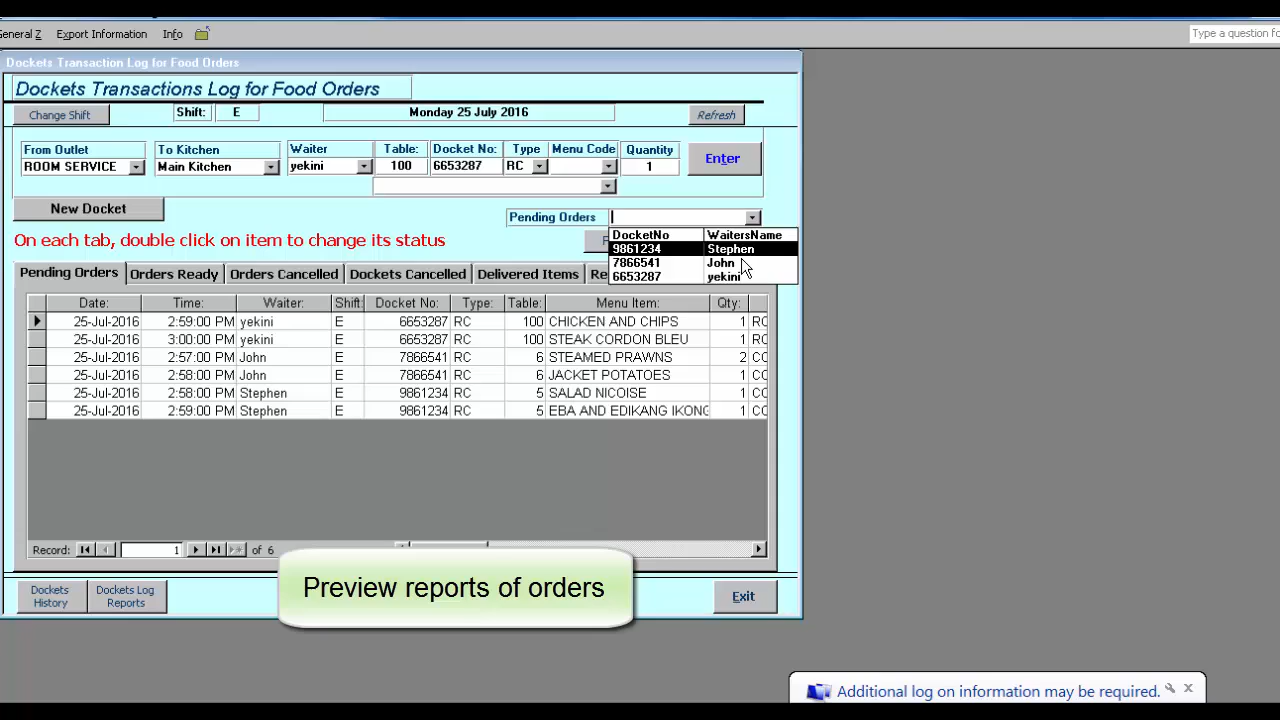 General Z Export Information Info
Type a question fo
Dockets Transaction Log for Food Orders
Dockets Transactions Log for Food Orders
Change Shift Shift: E Monday 25 July 2016 Refresh
From Outlet To Kitchen Waiter Table: Docket No: Type Menu Code Quantity
ROOM SERVICE Main Kitchen yekini 100 6653287 RC 1
Enter
New Docket
Pending Orders
On each tab, double click on item to change its status
DocketNo WaitersName
9861234 Stephen
7866541 John
6653287 yekini
Pending Orders Orders Ready Orders Cancelled Dockets Cancelled Delivered Items Re
Date: Time: Waiter: Shift: Docket No: Type: Table: Menu Item: Qty:
25-Jul-2016 2:59:00 PM yekini E 6653287 RC 100 CHICKEN AND CHIPS 1 RO
25-Jul-2016 3:00:00 PM yekini E 6653287 RC 100 STEAK CORDON BLEU 1 RO
25-Jul-2016 2:57:00 PM John E 7866541 RC 6 STEAMED PRAWNS 2 CO
25-Jul-2016 2:58:00 PM John E 7866541 RC 6 JACKET POTATOES 1 CO
25-Jul-2016 2:58:00 PM Stephen E 9861234 RC 5 SALAD NICOISE 1 CO
25-Jul-2016 2:59:00 PM Stephen E 9861234 RC 5 EBA AND EDIKANG IKONG 1 CO
Record: 1 of 6
Preview reports of orders
Dockets History
Dockets Log Reports
Exit
Additional log on information may be required.